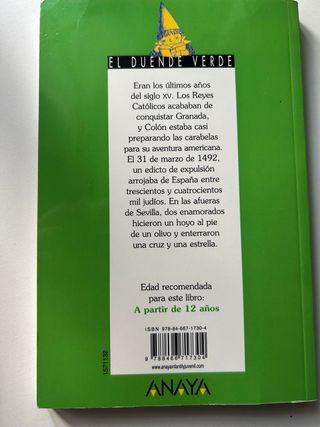 EL DUENDE VERDE
Eran los últimos años
del siglo XV. Los Reyes
Católicos acababan de
conquistar Granada,
y Colón estaba casi
preparando las carabelas
para su aventura americana.
El 31 de marzo de 1492,
un edicto de expulsión
arrojaba de España entre
trescientos y cuatrocientos
mil judíos. En las afueras
de Sevilla, dos enamorados
hicieron un hoyo al pie
de un olivo y enterraron
una cruz y una estrella.
Edad recomendada
para este libro:
A partir de 12 años
ISBN 978-84-667-1730-4
9 788466 717304
1571132
www.anayainfantilyjuvenil.com
ANAYA